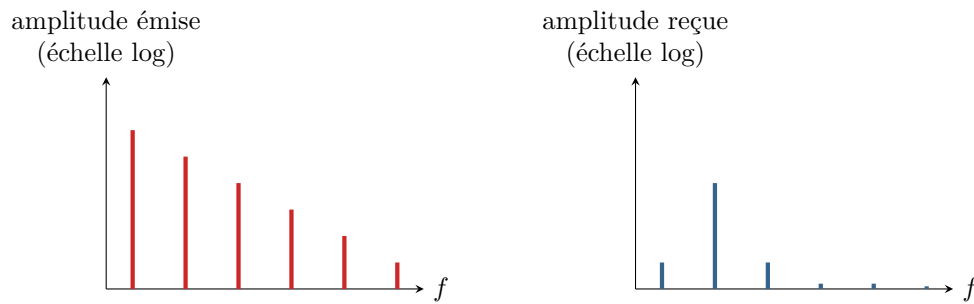 amplitude émise
(échelle log)
f
amplitude reçue
(échelle log)
f